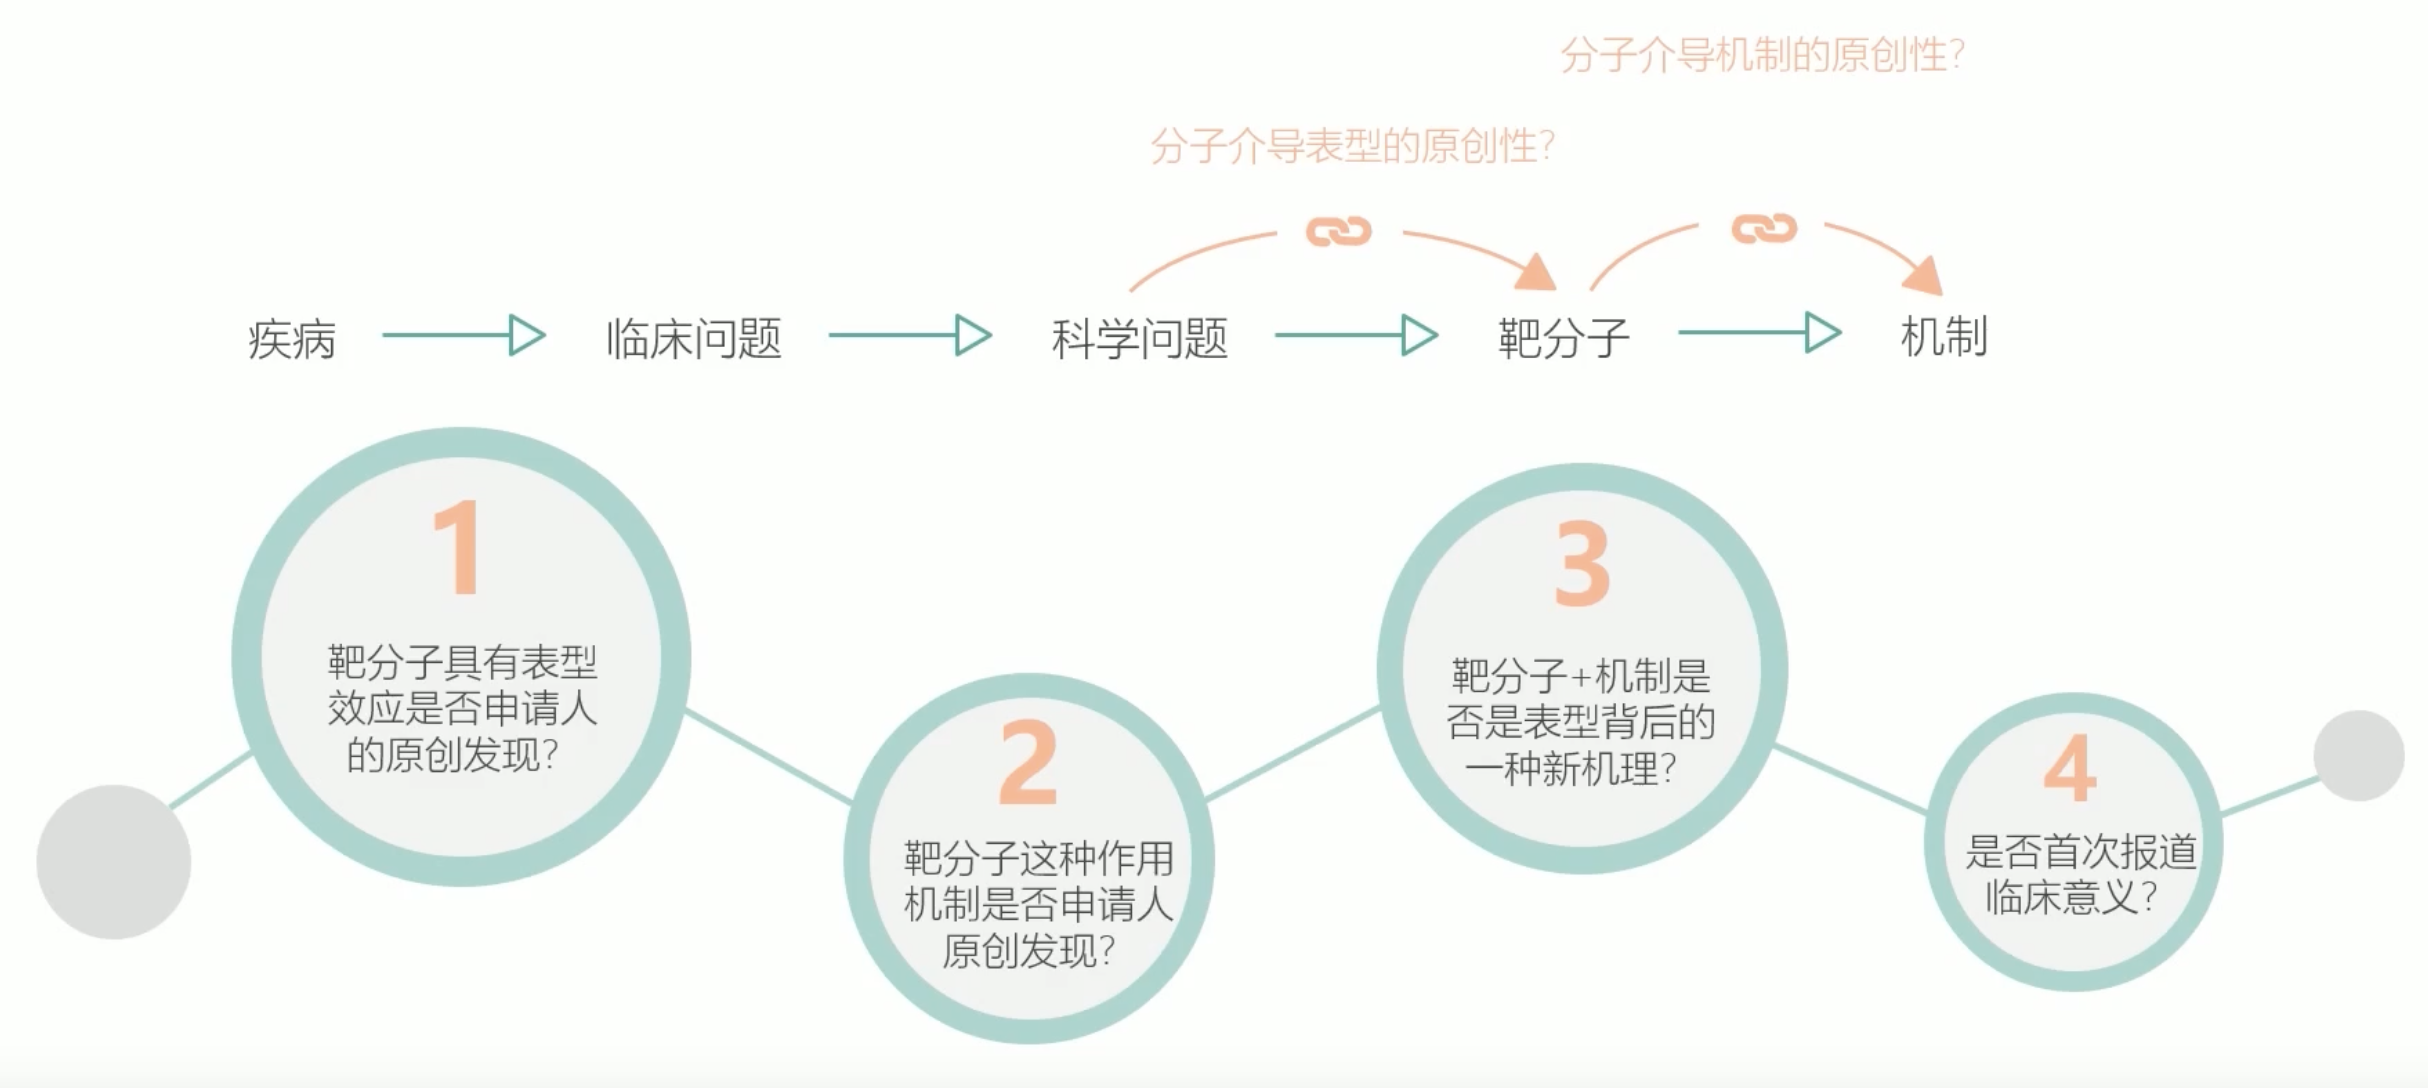 分子介导机制的原创性？
分子介导表型的原创性？
疾病
临床问题
科学问题
靶分子
机制
1
靶分子具有表型
效应是否申请人
的原创发现？
2
靶分子这种作用
机制是否申请人
原创发现？
3
靶分子+机制是
否是表型背后的
一种新机理？
4
是否首次报道
临床意义？